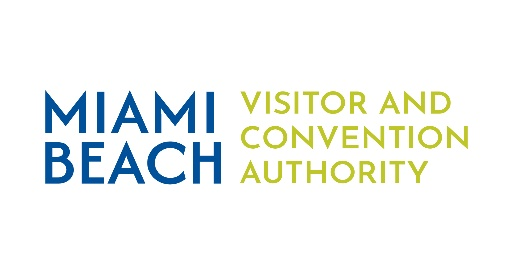 MIAMI
BEACH
VISITOR AND
CONVENTION
AUTHORITY